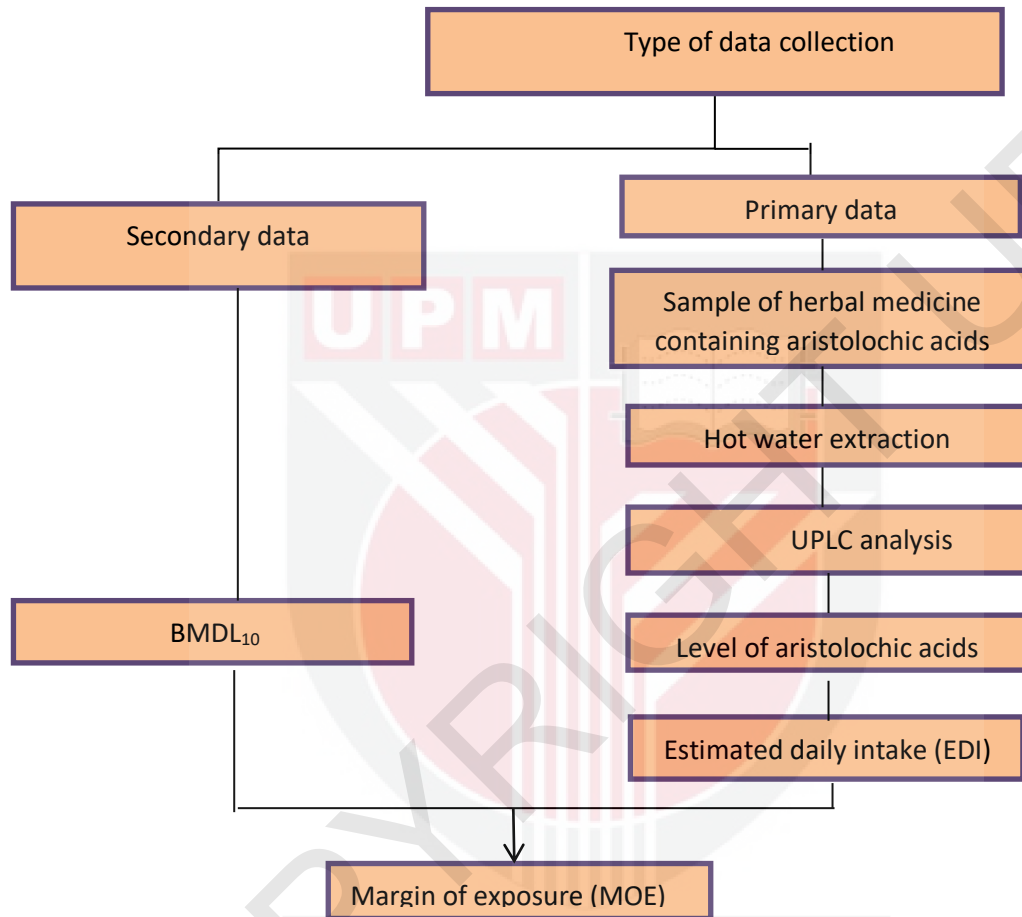 Type of data collection
Secondary data
Primary data
Sample of herbal medicine
containing aristolochic acids
Hot water extraction
UPLC analysis
Level of aristolochic acids
Estimated daily intake (EDI)
BMDL₁₀
Margin of exposure (MOE)
UPM
PYRIGHT U